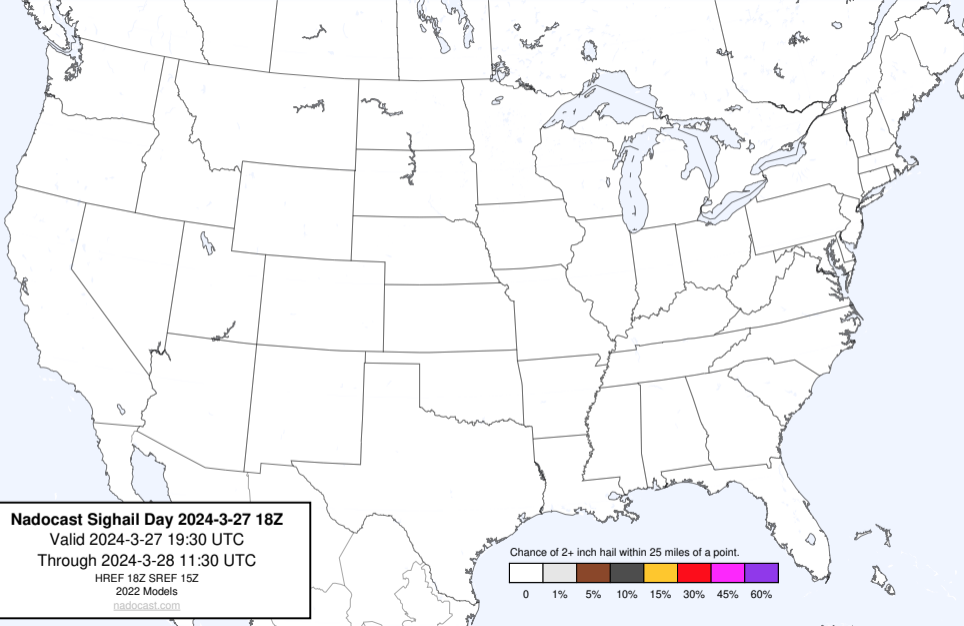 Nadocast Sighail Day 2024-3-27 18Z
Valid 2024-3-27 19:30 UTC
Through 2024-3-28 11:30 UTC
HREF 18Z SREF 15Z
2022 Models
nadocast.com
Chance of 2+ inch hail within 25 miles of a point.
0 1% 5% 10% 15% 30% 45% 60%